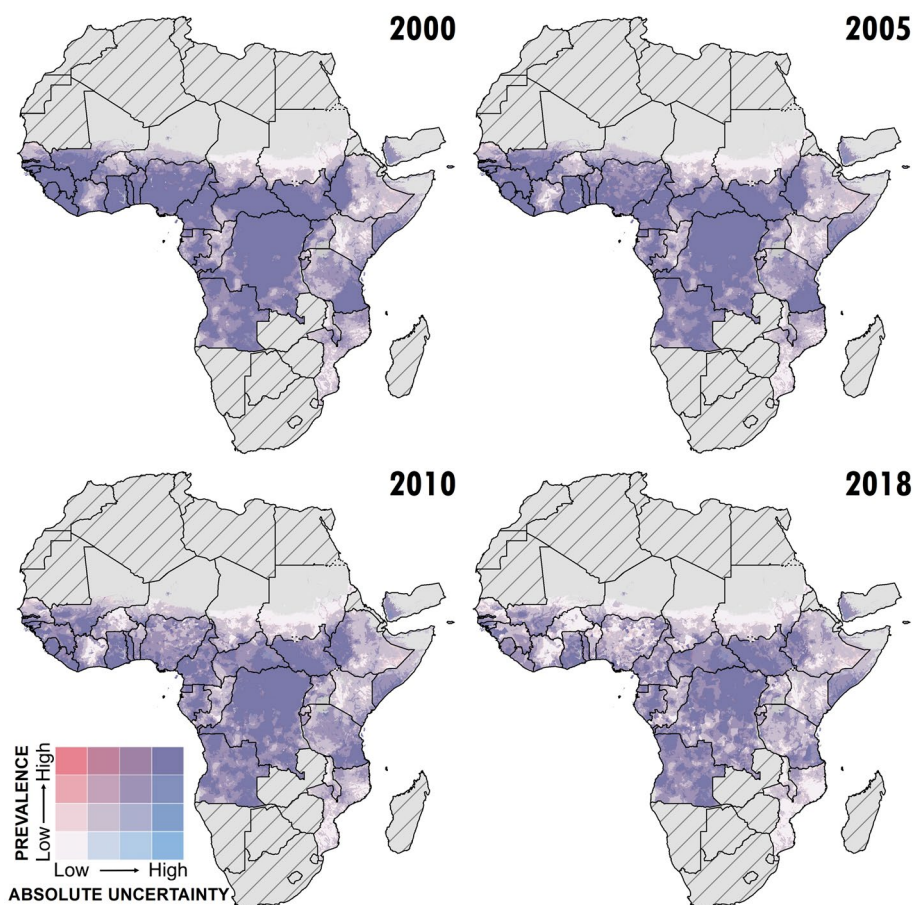 2000
2005
2010
2018
PREVALENCE
Low → High
Low → High
ABSOLUTE UNCERTAINTY